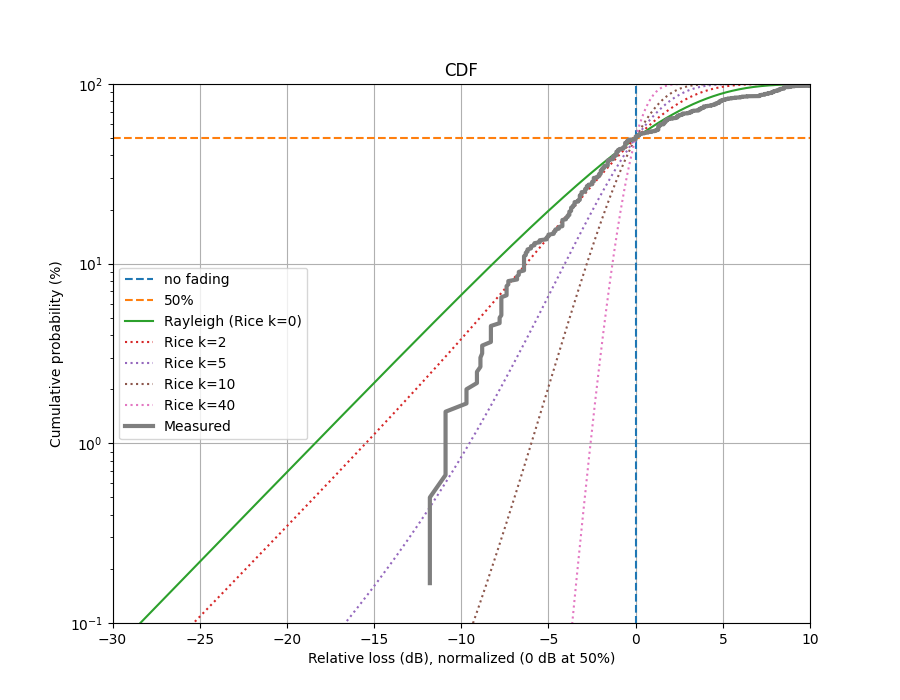 CDF
Cumulative probability (%)
10²
10¹
10⁰
10⁻¹
no fading
50%
Rayleigh (Rice k=0)
Rice k=2
Rice k=5
Rice k=10
Rice k=40
Measured
−30 −25 −20 −15 −10 −5 0 5 10
Relative loss (dB), normalized (0 dB at 50%)